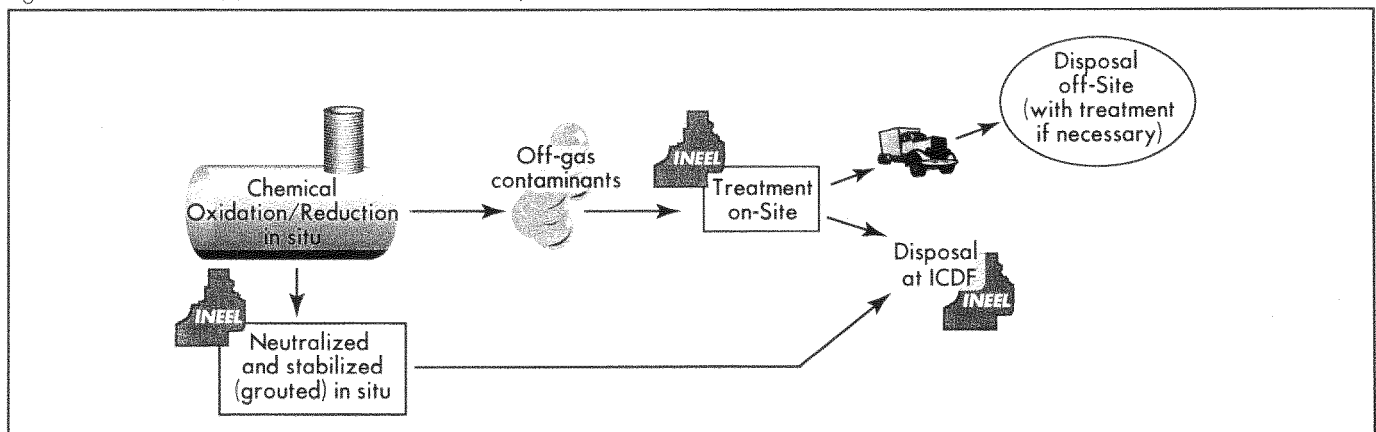 Chemical
Oxidation/Reduction
in situ
Off-gas
contaminants
INEEL
Treatment
on-Site
Disposal
off-Site
(with treatment
if necessary)
Disposal
at ICDF
INEEL
INEEL
Neutralized
and stabilized
(grouted) in situ